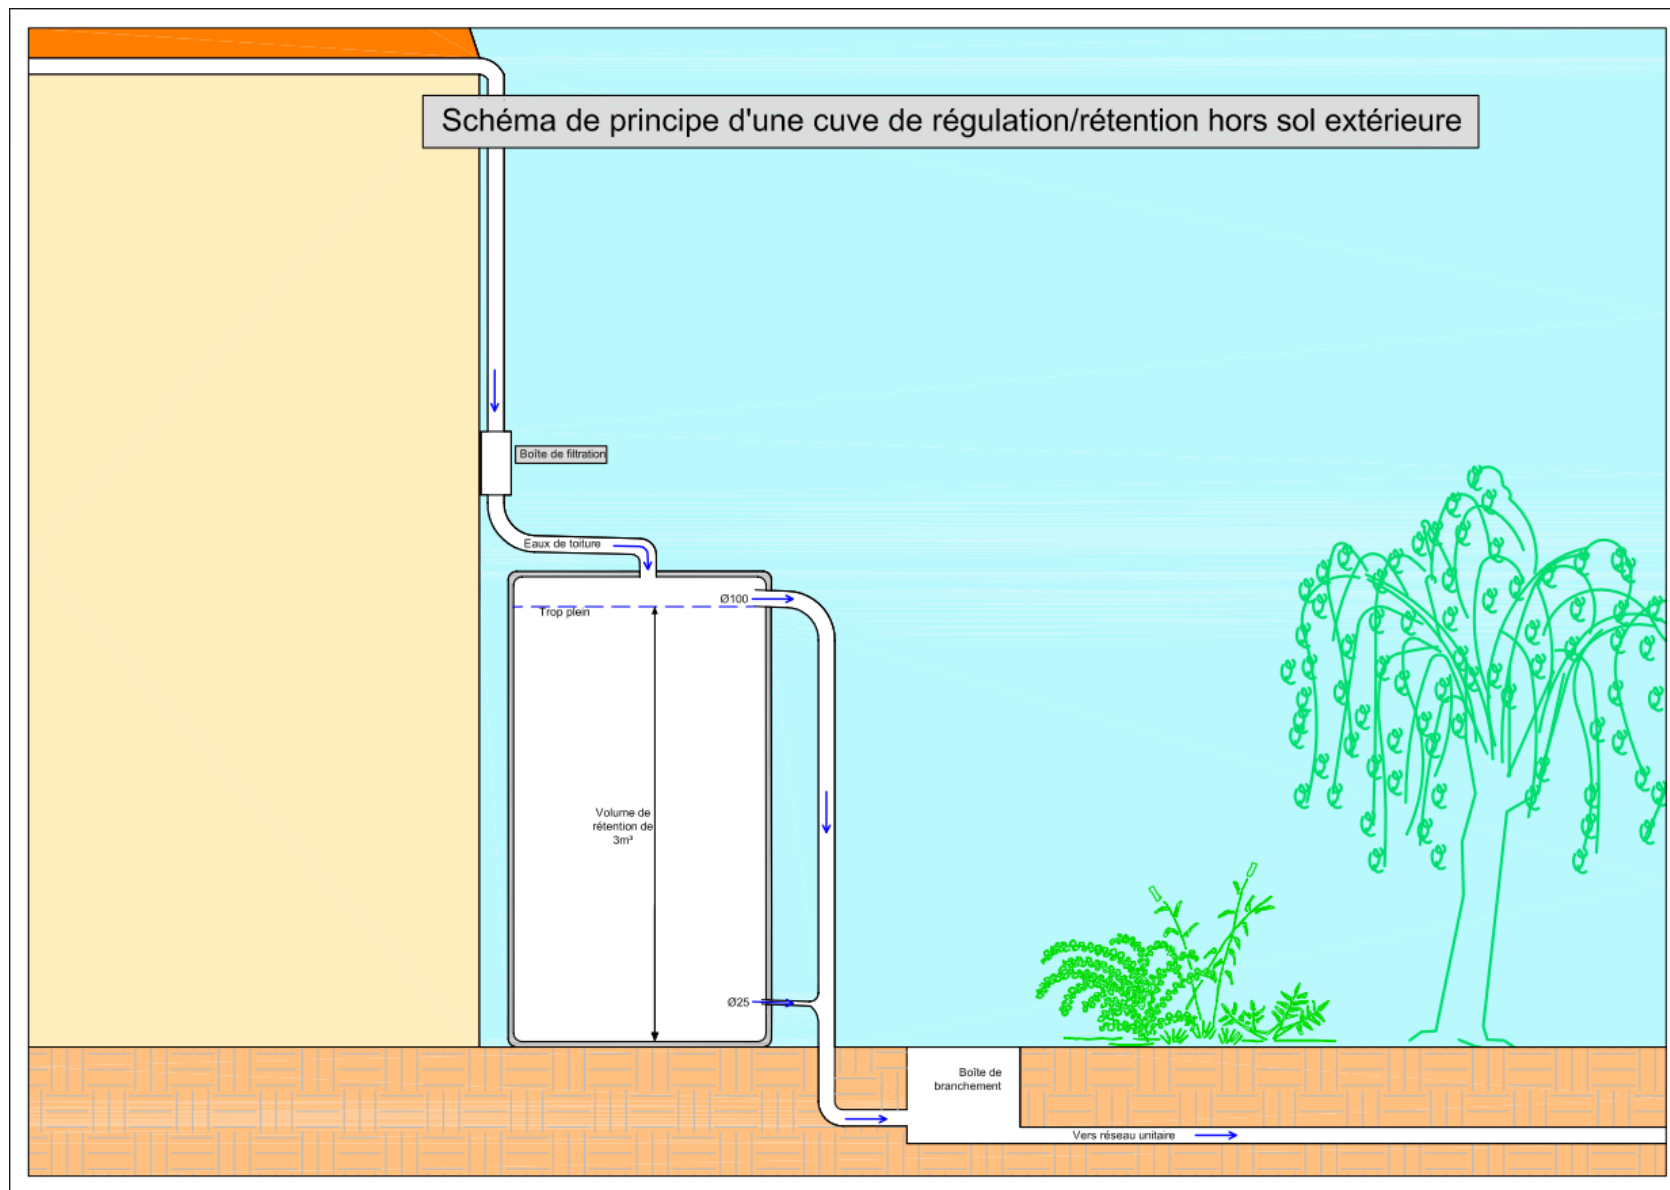 Schéma de principe d'une cuve de régulation/rétention hors sol extérieure
Boîte de filtration
Eaux de toiture
Ø100
Trop plein
Volume de
rétention de
3m³
Ø25
Boîte de
branchement
Vers réseau unitaire